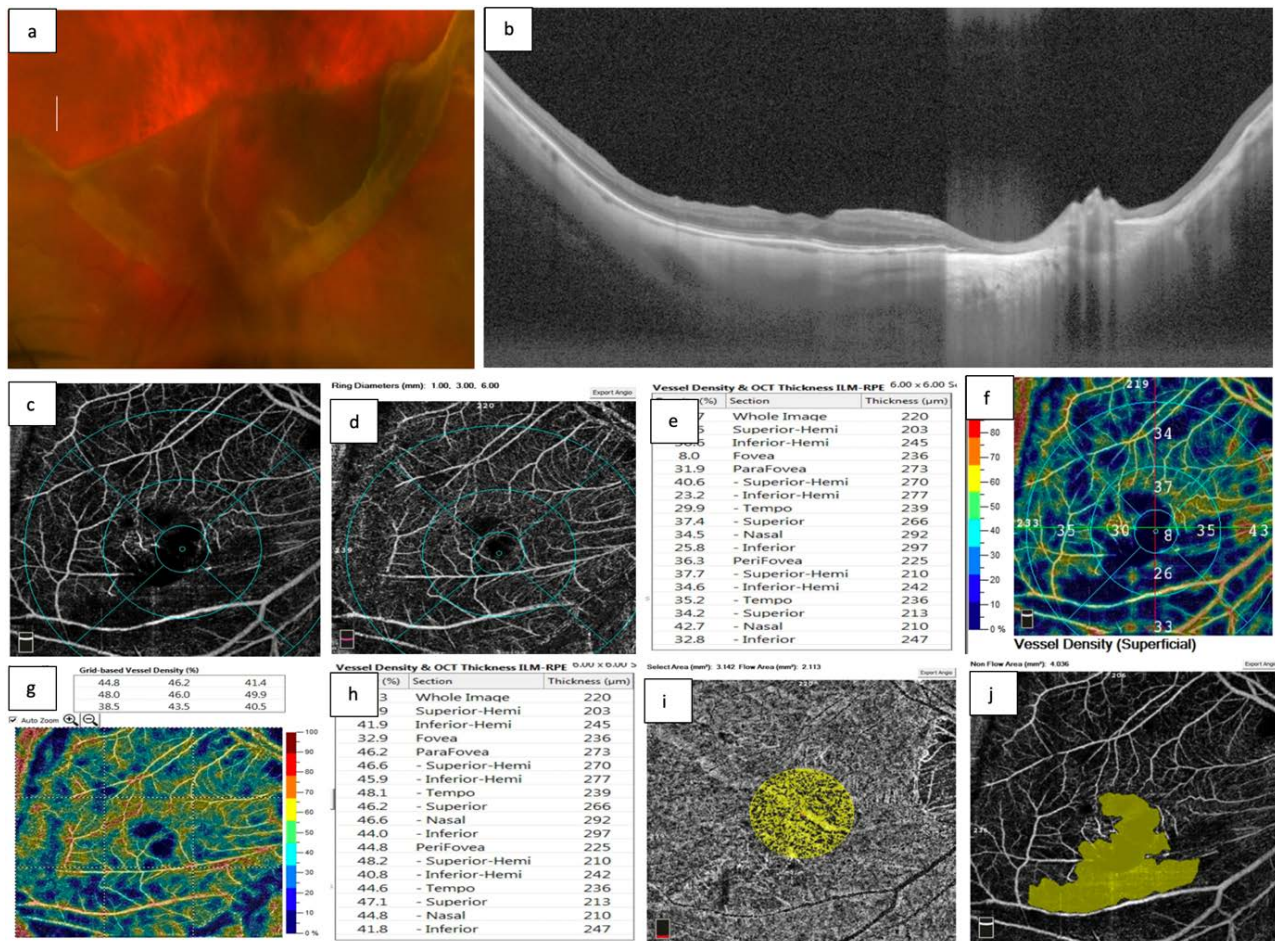 a
b
c
Ring Diameters (mm): 1.00, 3.00, 6.00
Export Angio
d
220
239
Vessel Density & OCT Thickness ILM-RPE 6.00 x 6.00
e
(%) Section Thickness (µm)
Whole Image 220
Superior-Hemi 203
Inferior-Hemi 245
8.0 Fovea 236
31.9 ParaFovea 273
40.6 - Superior-Hemi 270
23.2 - Inferior-Hemi 277
29.9 - Tempo 239
37.4 - Superior 266
34.5 - Nasal 292
25.8 - Inferior 297
36.3 PeriFovea 225
37.7 - Superior-Hemi 210
34.6 - Inferior-Hemi 242
35.2 - Tempo 236
34.2 - Superior 213
42.7 - Nasal 210
32.8 - Inferior 247
f
219
80
70
60
50
40
30
20
10
0 %
34
37
233 35 30 8 35 43
26
33
Vessel Density (Superficial)
g
Grid-based Vessel Density (%)
44.8 46.2 41.4
48.0 46.0 49.9
38.5 43.5 40.5
Auto Zoom
100
90
80
70
60
50
40
30
20
10
0 %
Vessel Density & OCT Thickness ILM-RPE 6.00 x 6.00
h
(%) Section Thickness (µm)
Whole Image 220
Superior-Hemi 203
41.9 Inferior-Hemi 245
32.9 Fovea 236
46.2 ParaFovea 273
46.6 - Superior-Hemi 270
45.9 - Inferior-Hemi 277
48.1 - Tempo 239
46.2 - Superior 266
46.6 - Nasal 292
44.0 - Inferior 297
44.8 PeriFovea 225
48.2 - Superior-Hemi 210
40.8 - Inferior-Hemi 242
44.6 - Tempo 236
47.1 - Superior 213
44.8 - Nasal 210
41.8 - Inferior 247
Select Area (mm²): 3.142 Flow Area (mm²): 2.113
Export Angio
i
Non Flow Area (mm²): 4.036
Export Angio
j